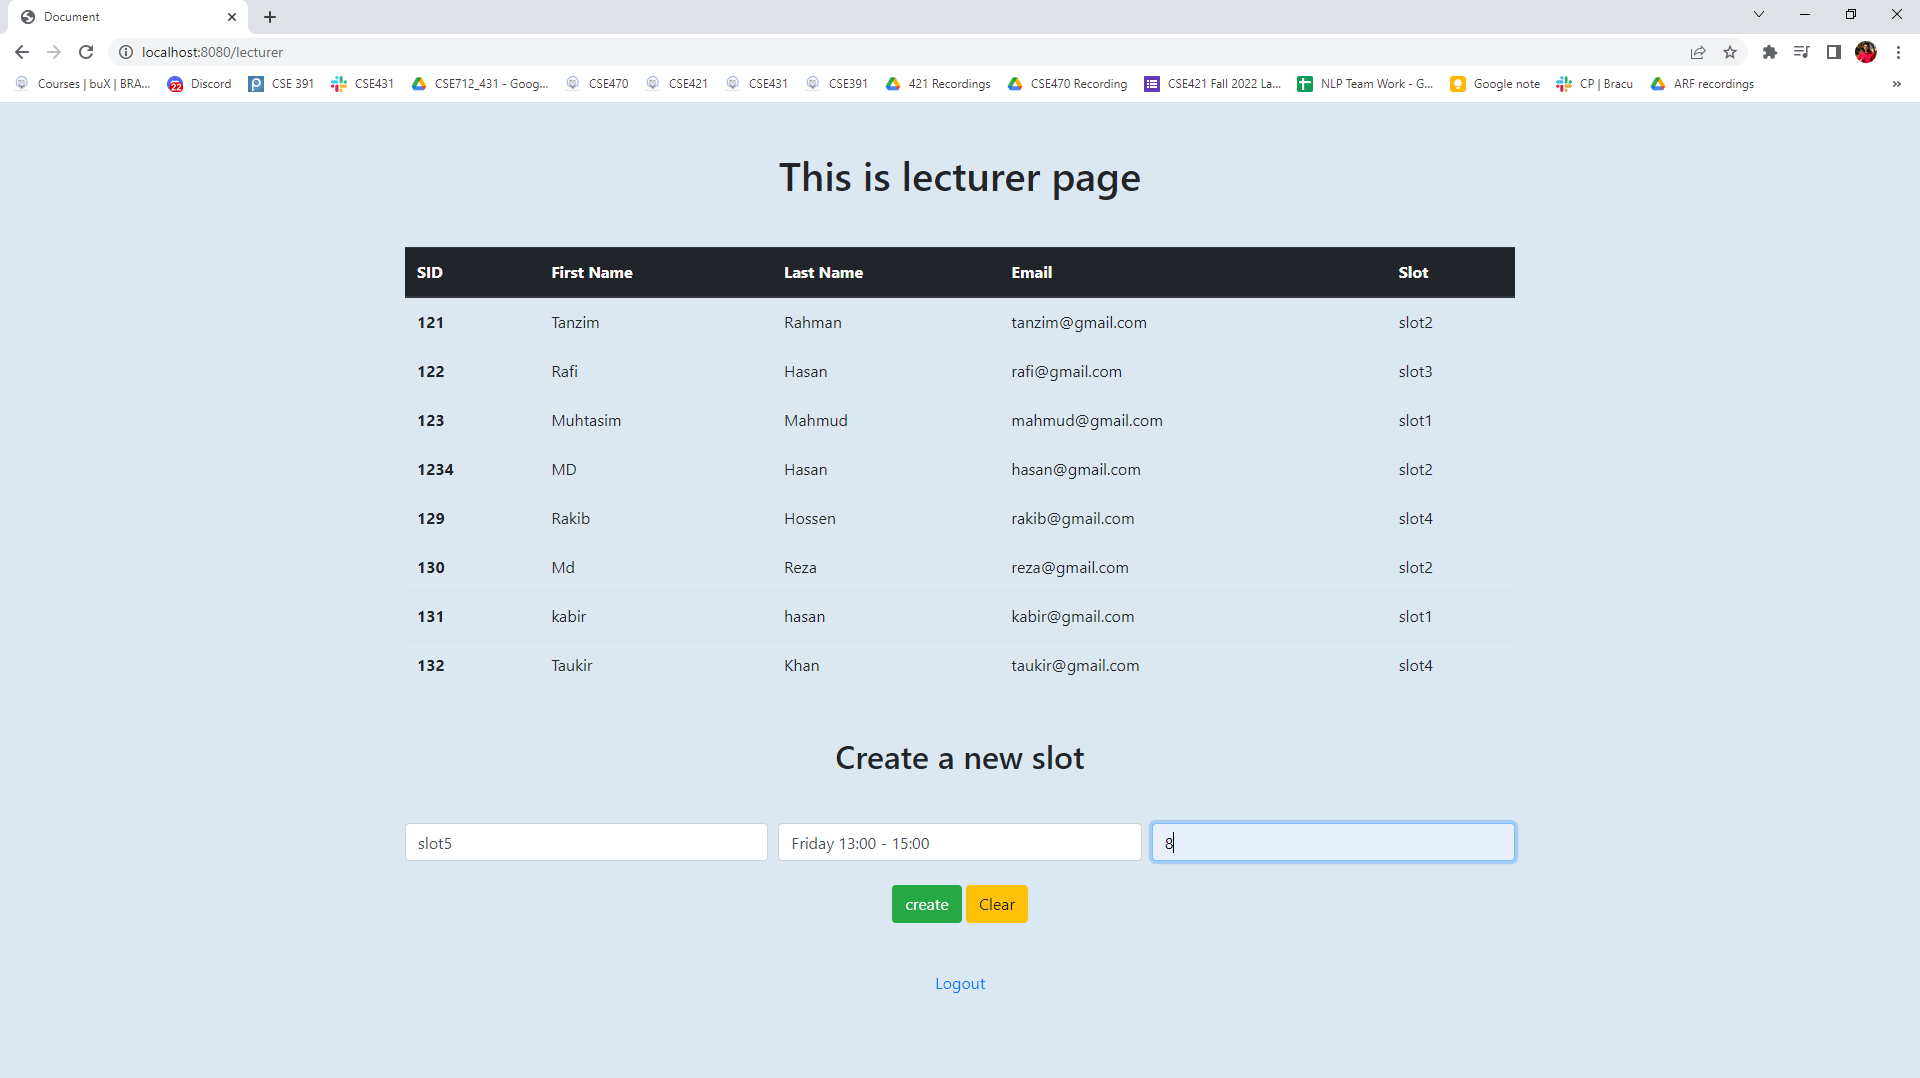 Document
localhost:8080/lecturer
Courses | buX | BRA... 22 Discord CSE 391 CSE431 CSE712_431 - Goog... CSE470 CSE421 CSE431 CSE391 421 Recordings CSE470 Recording CSE421 Fall 2022 La... NLP Team Work - G... Google note CP | Bracu ARF recordings »
This is lecturer page
SID First Name Last Name Email Slot
121 Tanzim Rahman tanzim@gmail.com slot2
122 Rafi Hasan rafi@gmail.com slot3
123 Muhtasim Mahmud mahmud@gmail.com slot1
1234 MD Hasan hasan@gmail.com slot2
129 Rakib Hossen rakib@gmail.com slot4
130 Md Reza reza@gmail.com slot2
131 kabir hasan kabir@gmail.com slot1
132 Taukir Khan taukir@gmail.com slot4
Create a new slot
slot5 Friday 13:00 - 15:00 8
create Clear
Logout